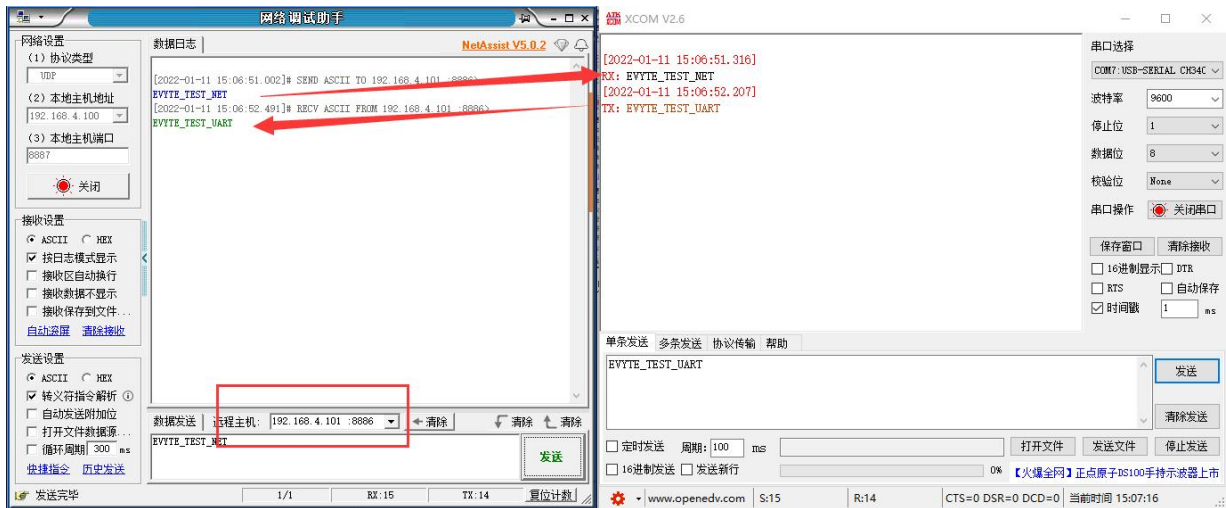 网络调试助手
网络设置
(1) 协议类型
UDP
(2) 本地主机地址
192.168.4.100
(3) 本地主机端口
8887
关闭
接收设置
ASCII HEX
按日志模式显示
接收区自动换行
接收数据不显示
接收保存到文件...
自动滚屏 清除接收
发送设置
ASCII HEX
转义符指令解析
自动发送附加位
打开文件数据源...
循环周期 300 ms
快捷指令 历史发送
数据日志
NetAssist V5.0.2
[2022-01-11 15:06:51.002]# SEND ASCII TO 192.168.4.101 :8886>
EVYTE_TEST_NET
[2022-01-11 15:06:52.491]# RECV ASCII FROM 192.168.4.101 :8886>
EVYTE_TEST_UART
数据发送 远程主机: 192.168.4.101 :8886 清除 清除 清除
EVYTE_TEST_NET
发送
发送完毕 1/1 RX:15 TX:14 复位计数
ATK XCOM V2.6
[2022-01-11 15:06:51.316]
RX: EVYTE_TEST_NET
[2022-01-11 15:06:52.207]
TX: EVYTE_TEST_UART
串口选择
COM7:USB-SERIAL CH34C
波特率 9600
停止位 1
数据位 8
校验位 None
串口操作 关闭串口
保存窗口 清除接收
16进制显示 DTR
RTS 自动保存
时间戳 1 ms
单条发送 多条发送 协议传输 帮助
EVYTE_TEST_UART
发送
清除发送
定时发送 周期: 100 ms 打开文件 发送文件 停止发送
16进制发送 发送新行 0% 【火爆全网】正点原子DS100手持示波器上市
www.openedv.com S:15 R:14 CTS=0 DSR=0 DCD=0 当前时间 15:07:16